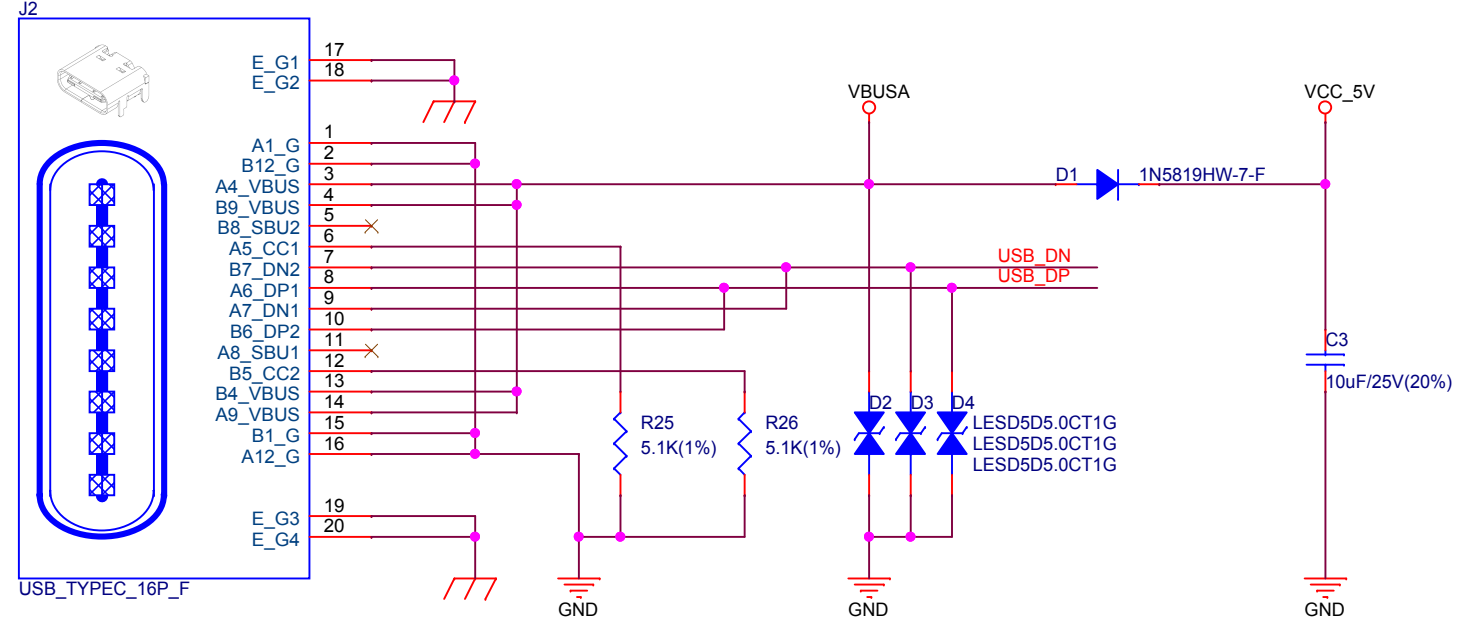 J2
E_G1 17
E_G2 18
A1_G 1
B12_G 2
A4_VBUS 3
B9_VBUS 4
B8_SBU2 5
A5_CC1 6
B7_DN2 7
A6_DP1 8
A7_DN1 9
B6_DP2 10
A8_SBU1 11
B5_CC2 12
B4_VBUS 13
A9_VBUS 14
B1_G 15
A12_G 16
E_G3 19
E_G4 20
USB_TYPEC_16P_F
VBUSA
VCC_5V
D1
1N5819HW-7-F
USB_DN
USB_DP
R25
5.1K(1%)
R26
5.1K(1%)
D2
D3
D4
LESD5D5.0CT1G
LESD5D5.0CT1G
LESD5D5.0CT1G
C3
10uF/25V(20%)
GND
GND
GND